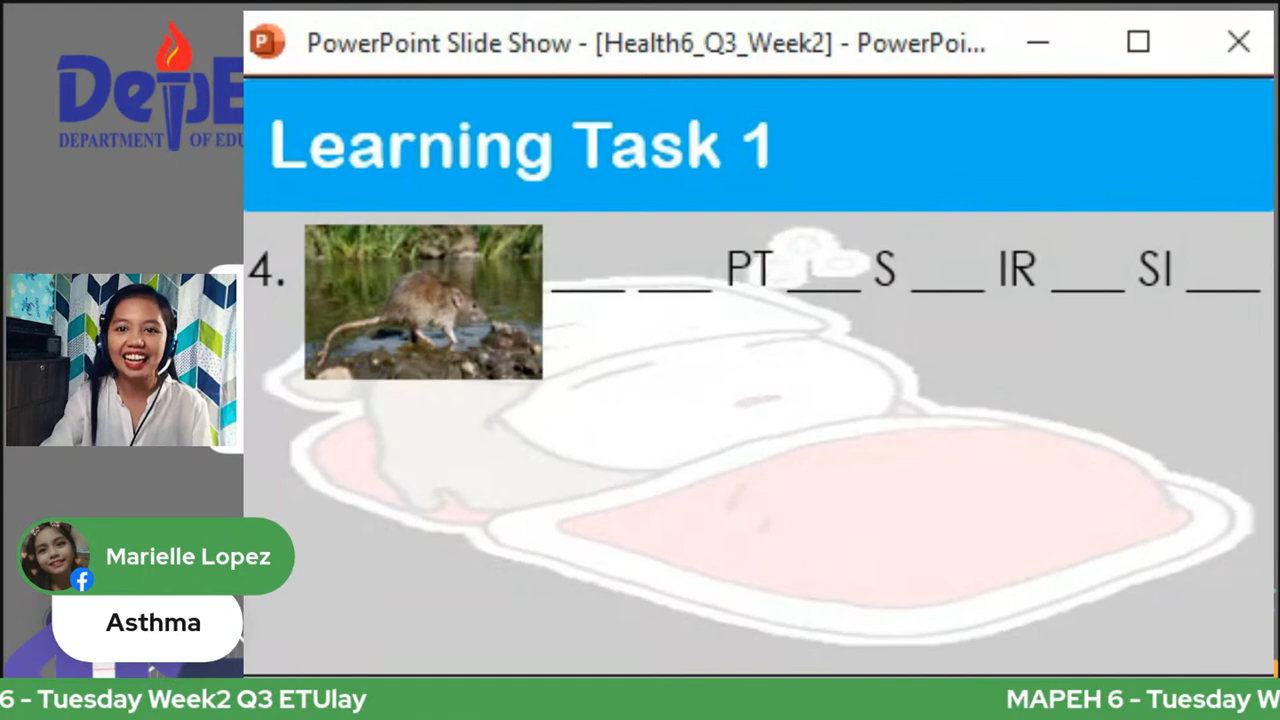 PowerPoint Slide Show - [Health6_Q3_Week2] - PowerPoi...
DepE
DEPARTMENT OF EDU
Learning Task 1
4. ___ ___ PT ___ S ___ IR ___ SI ___
Marielle Lopez
Asthma
6 - Tuesday Week2 Q3 ETUlay
MAPEH 6 - Tuesday W